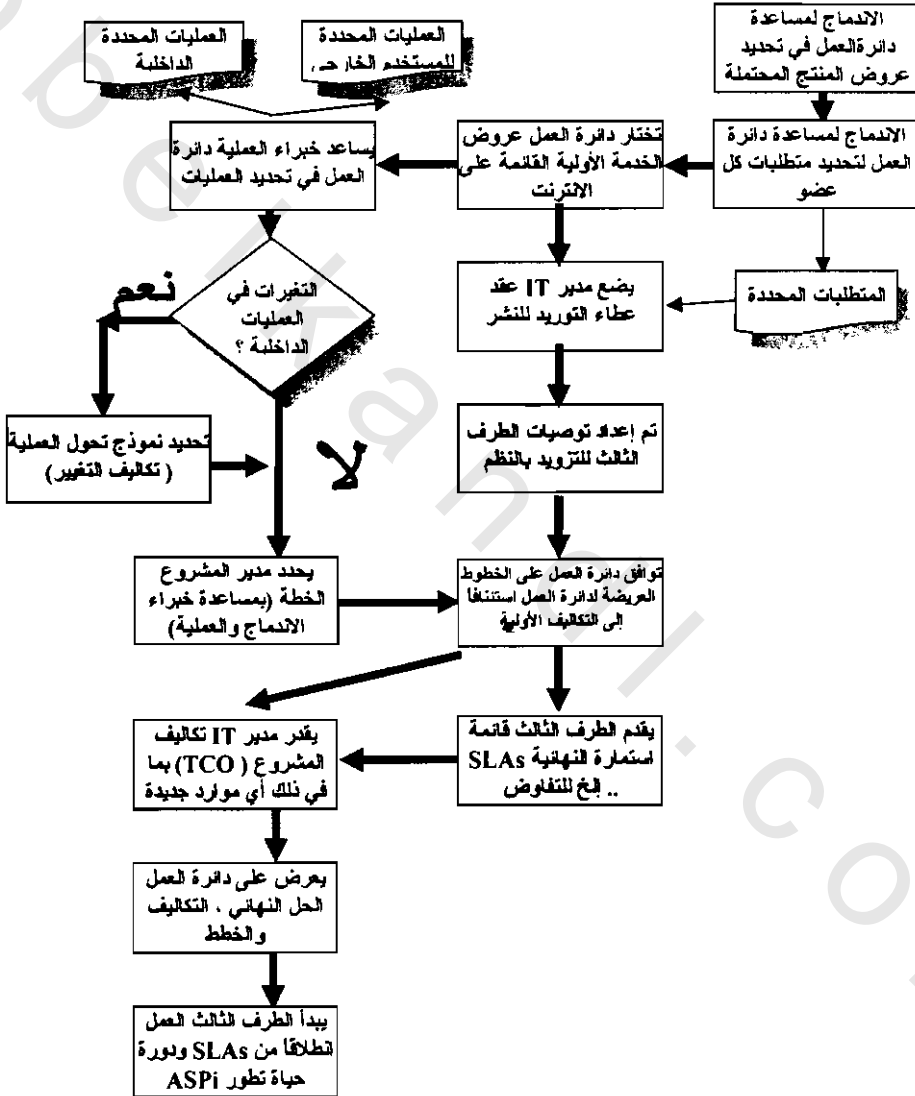 الاندماج لمساعدة
دائرة العمل في تحديد
عروض المنتج المحتملة
العمليات المحددة
للمستخدم الخارجي
العمليات المحددة
الداخلية
الاندماج لمساعدة دائرة
العمل لتحديد متطلبات كل
عضو
تختار دائرة العمل عروض
الخدمة الأولية القائمة على
الانترنت
يساعد خبراء العملية دائرة
العمل في تحديد العمليات
المتطلبات المحددة
يضع مدير IT عقد
عطاء التوريد للنشر
التغيرات في
العمليات
الداخلية ؟
نعم
لا
تم إعداد توصيات الطرف
الثالث للتزويد بالنظم
تحديد نموذج تحول العملية
( تكاليف التغيير)
توافق دائرة العمل على الخطوط
العريضة لدائرة العمل استنافاً
إلى التكاليف الأولية
يحدد مدير المشروع
الخطة (بمساعدة خبراء
الاندماج والعملية)
يقدم الطرف الثالث قائمة
استمارة النهائية SLAs
.. إلخ للتفاوض
يقدر مدير IT تكاليف
المشروع ( TCO) بما
في ذلك أي موارد جديدة
يعرض على دائرة العمل
الحل النهائي ، التكاليف
والخطط
يبدأ الطرف الثالث العمل
انطلاقاً من SLAs ودورة
حياة تطور ASPi
obeikandl.com